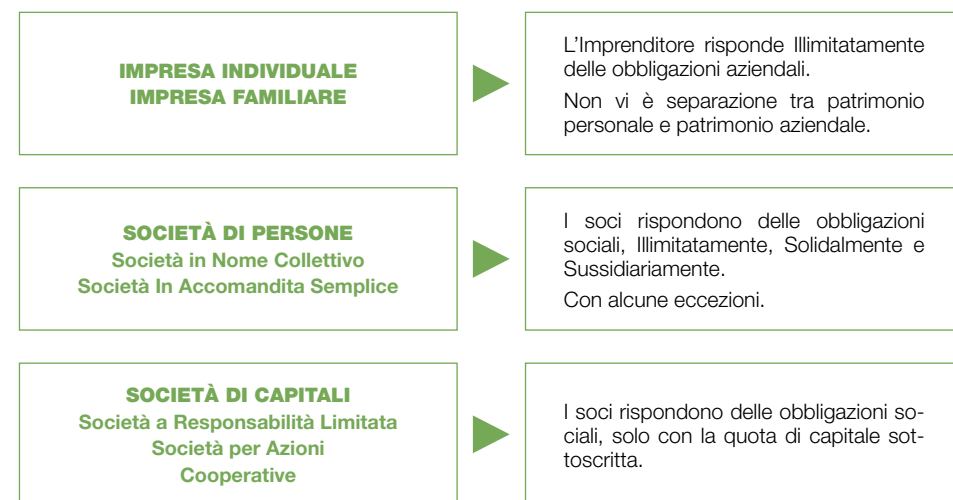 IMPRESA INDIVIDUALE
IMPRESA FAMILIARE
L'Imprenditore risponde Illimitatamente
delle obbligazioni aziendali.
Non vi è separazione tra patrimonio
personale e patrimonio aziendale.
SOCIETÀ DI PERSONE
Società in Nome Collettivo
Società In Accomandita Semplice
I soci rispondono delle obbligazioni
sociali, Illimitatamente, Solidalmente e
Sussidiariamente.
Con alcune eccezioni.
SOCIETÀ DI CAPITALI
Società a Responsabilità Limitata
Società per Azioni
Cooperative
I soci rispondono delle obbligazioni so-
ciali, solo con la quota di capitale sot-
toscritta.